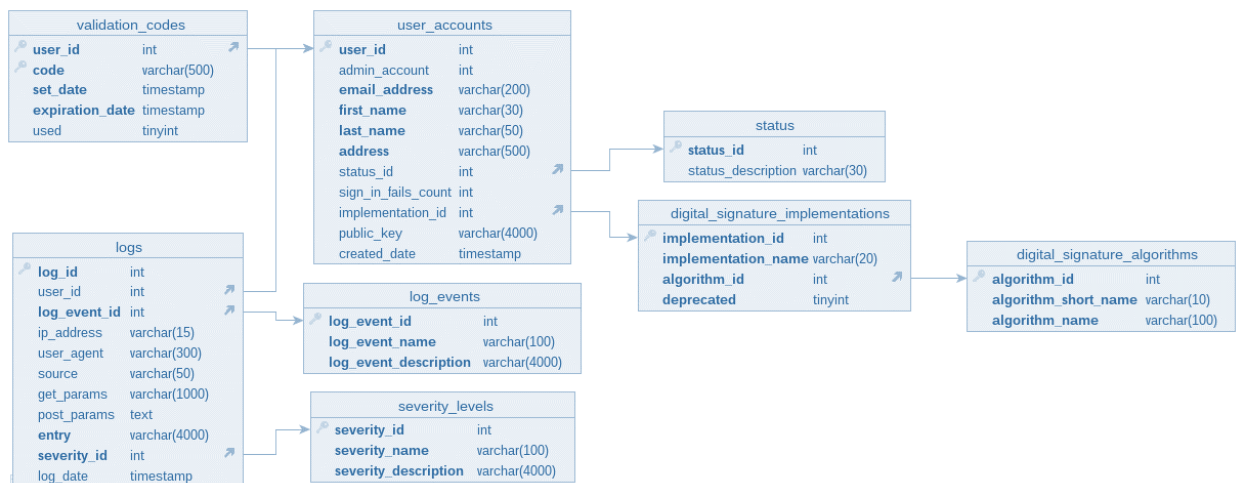 validation_codes
user_id int
code varchar(500)
set_date timestamp
expiration_date timestamp
used tinyint
user_accounts
user_id int
admin_account int
email_address varchar(200)
first_name varchar(30)
last_name varchar(50)
address varchar(500)
status_id int
sign_in_fails_count int
implementation_id int
public_key varchar(4000)
created_date timestamp
status
status_id int
status_description varchar(30)
digital_signature_implementations
implementation_id int
implementation_name varchar(20)
algorithm_id int
deprecated tinyint
digital_signature_algorithms
algorithm_id int
algorithm_short_name varchar(10)
algorithm_name varchar(100)
logs
log_id int
user_id int
log_event_id int
ip_address varchar(15)
user_agent varchar(300)
source varchar(50)
get_params varchar(1000)
post_params text
entry varchar(4000)
severity_id int
log_date timestamp
log_events
log_event_id int
log_event_name varchar(100)
log_event_description varchar(4000)
severity_levels
severity_id int
severity_name varchar(100)
severity_description varchar(4000)